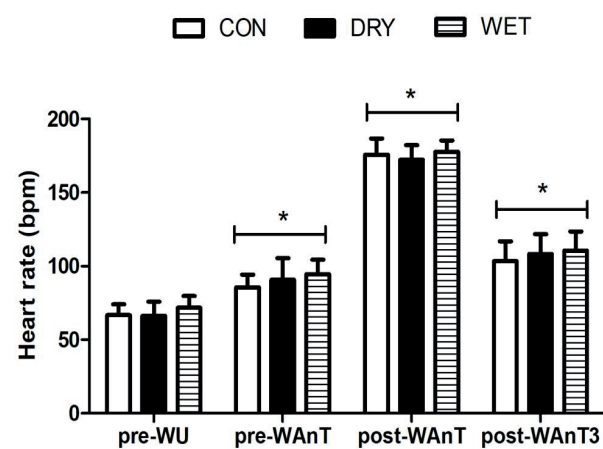 CON DRY WET
200
150
100
50
0
Heart rate (bpm)
* * * 
pre-WU pre-WAnT post-WAnT post-WAnT3